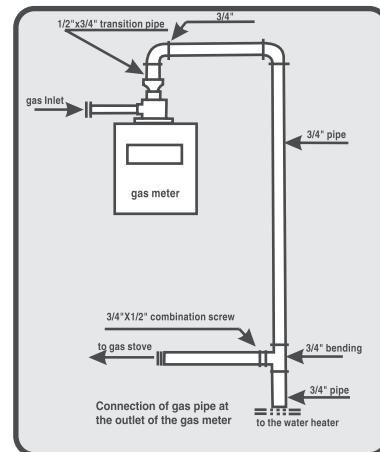 1/2"x3/4" transition pipe
3/4"
gas Inlet
3/4" pipe
gas meter
3/4"X1/2" combination screw
to gas stove
3/4" bending
3/4" pipe
Connection of gas pipe at
the outlet of the gas meter
to the water heater